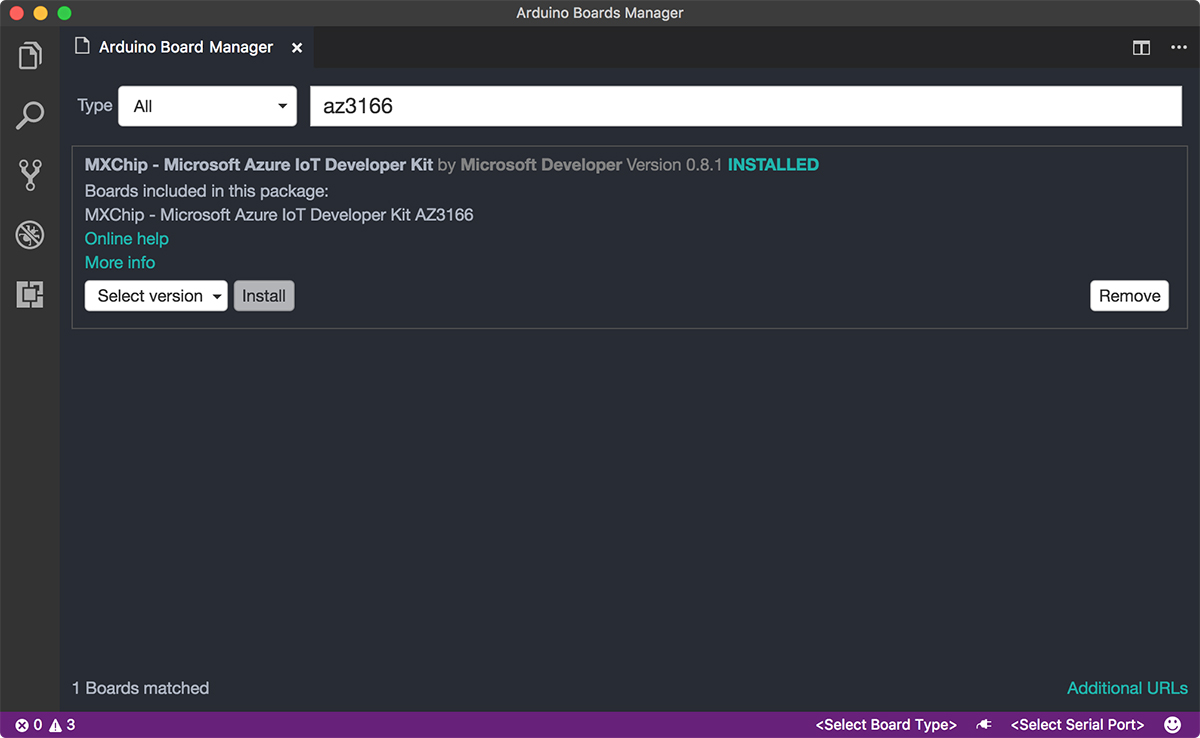 Arduino Boards Manager
Arduino Board Manager
Type All az3166
MXChip - Microsoft Azure IoT Developer Kit by Microsoft Developer Version 0.8.1 INSTALLED
Boards included in this package:
MXChip - Microsoft Azure IoT Developer Kit AZ3166
Online help
More info
Select version Install Remove
1 Boards matched Additional URLs
0 3 <Select Board Type> <Select Serial Port>